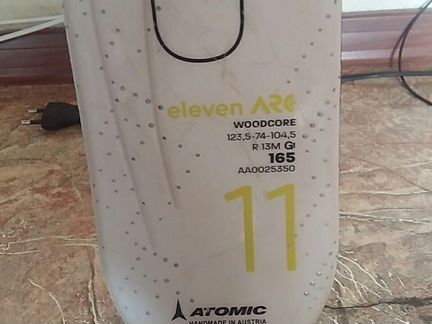 eleven ARC
WOODCORE
123,5-74-104,5
R 13M G
165
AA0025350
11
ATOMIC
HANDMADE IN AUSTRIA